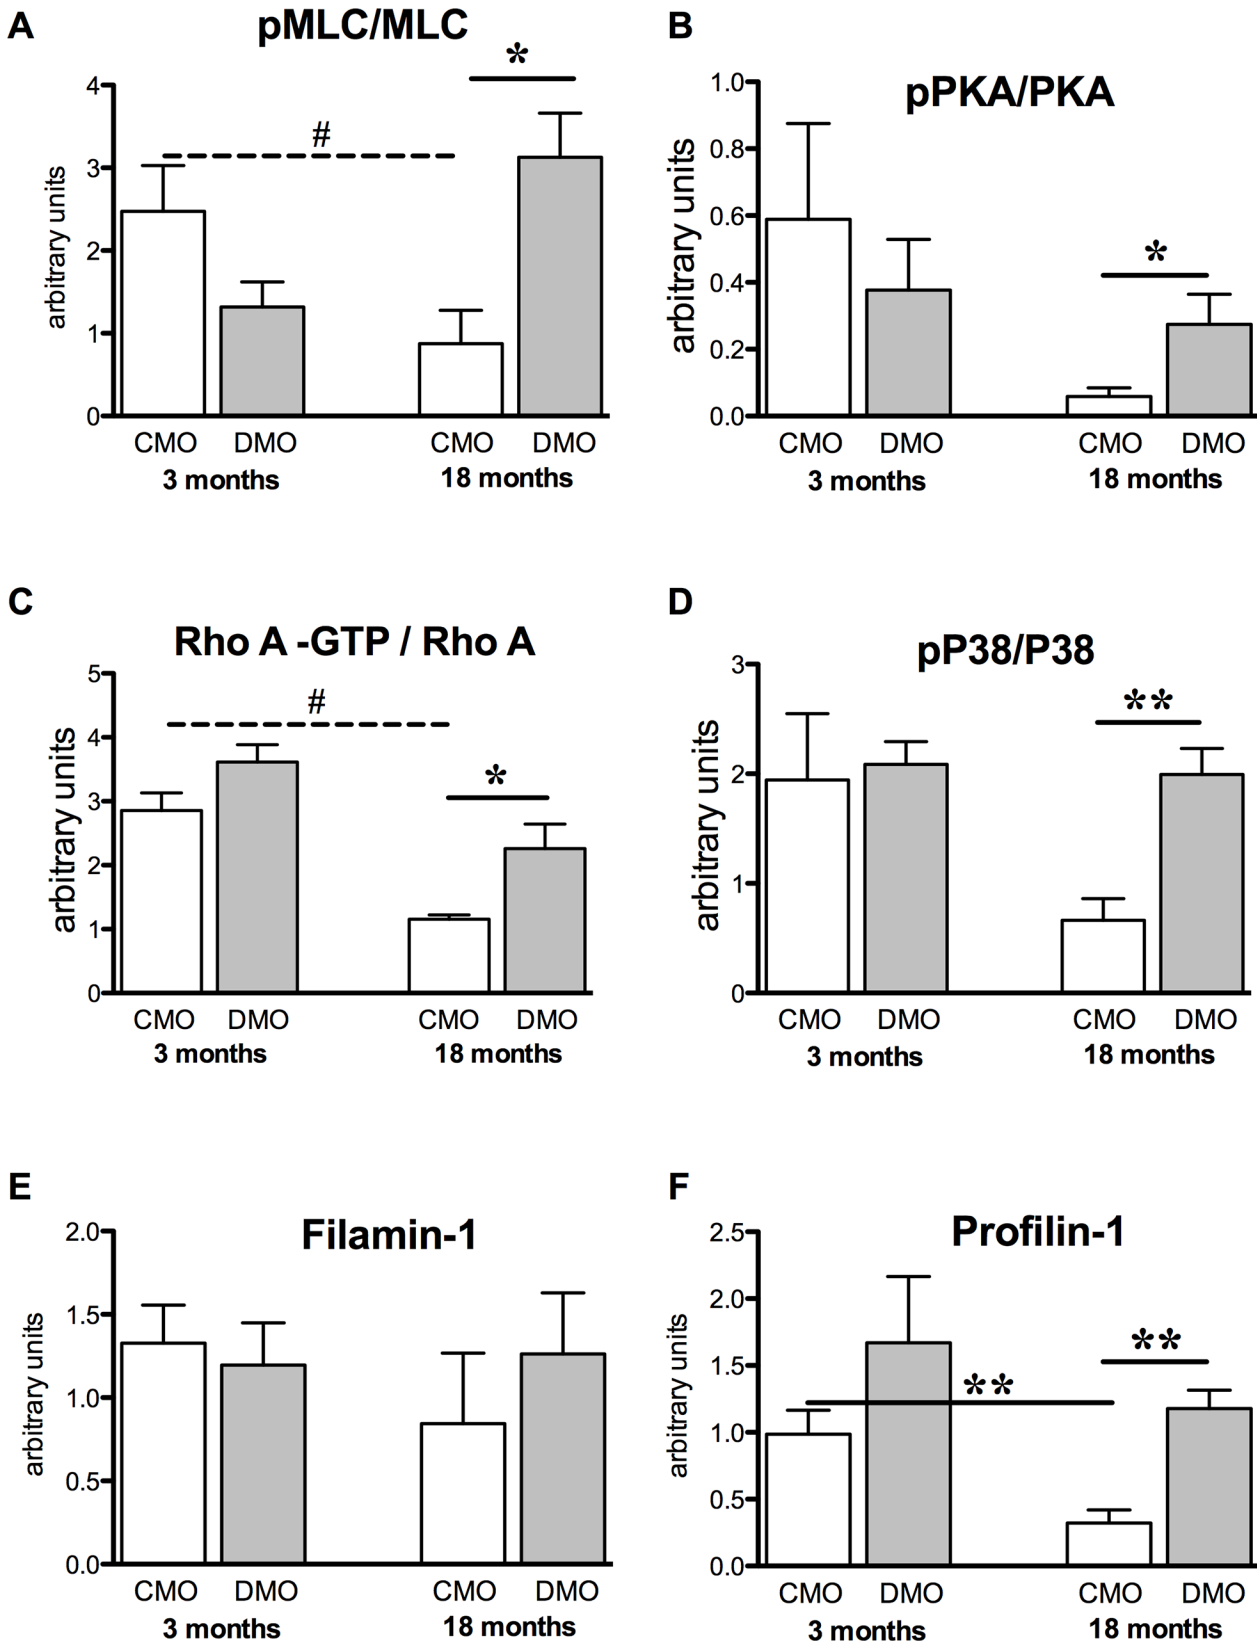 A
pMLC/MLC
*
#
4
3
2
1
0
arbitrary units
CMO DMO CMO DMO
3 months 18 months
B
pPKA/PKA
*
1.0
0.8
0.6
0.4
0.2
0.0
arbitrary units
CMO DMO CMO DMO
3 months 18 months
C
Rho A -GTP / Rho A
#
*
5
4
3
2
1
0
arbitrary units
CMO DMO CMO DMO
3 months 18 months
D
pP38/P38
**
3
2
1
0
arbitrary units
CMO DMO CMO DMO
3 months 18 months
E
Filamin-1
2.0
1.5
1.0
0.5
0.0
arbitrary units
CMO DMO CMO DMO
3 months 18 months
F
Profilin-1
**
**
2.5
2.0
1.5
1.0
0.5
0.0
arbitrary units
CMO DMO CMO DMO
3 months 18 months